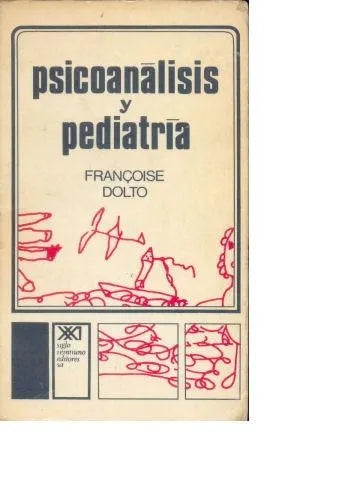 psicoanálisis
y
pediatría
FRANÇOISE
DOLTO
siglo
veintiuno
editores
sa